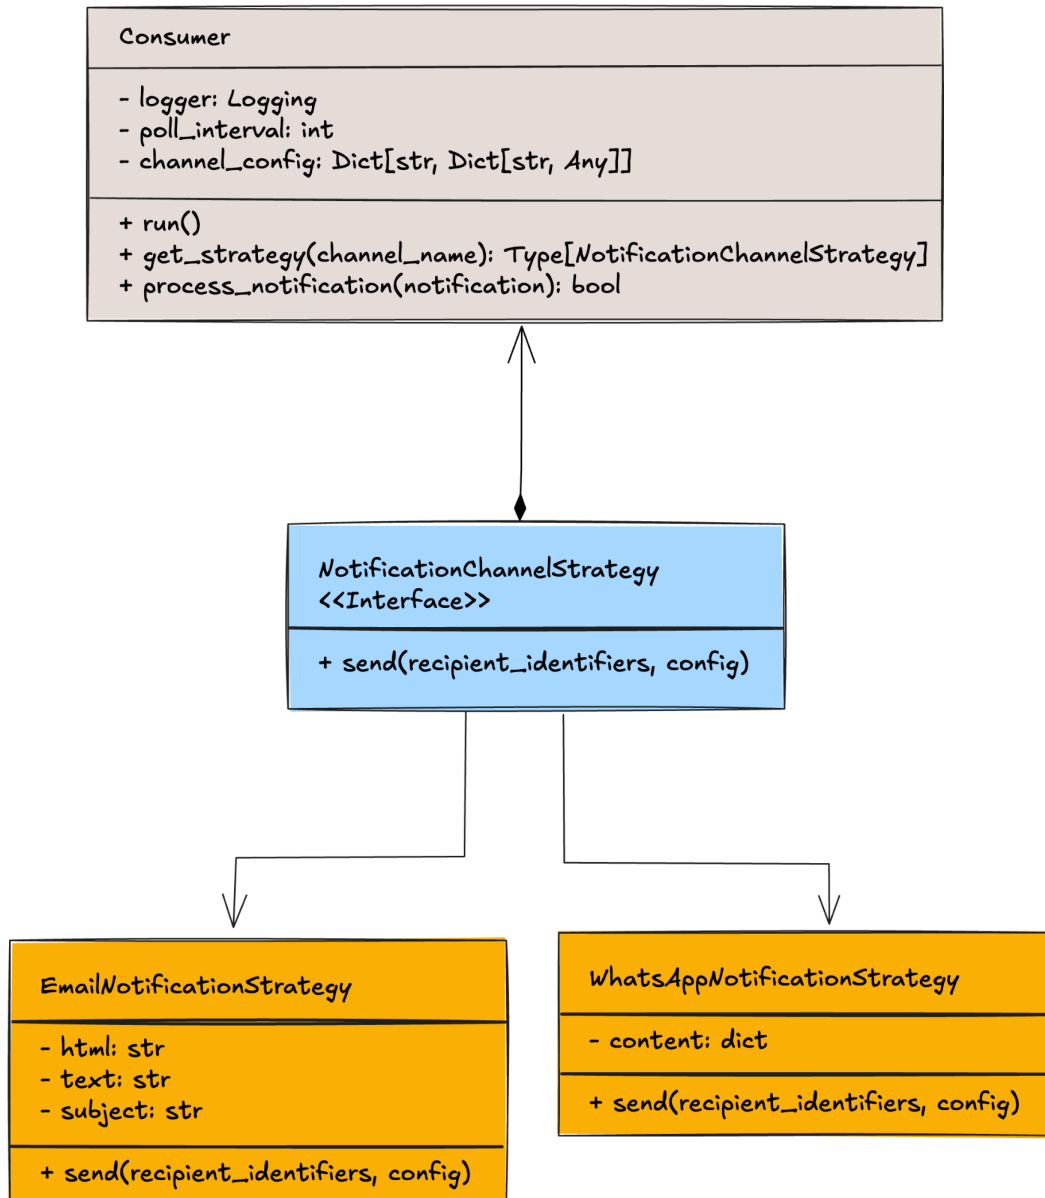 Consumer
- logger: Logging
- poll_interval: int
- channel_config: Dict[str, Dict[str, Any]]
+ run()
+ get_strategy(channel_name): Type[NotificationChannelStrategy]
+ process_notification(notification): bool
NotificationChannelStrategy
<<Interface>>
+ send(recipient_identifiers, config)
EmailNotificationStrategy
- html: str
- text: str
- subject: str
+ send(recipient_identifiers, config)
WhatsAppNotificationStrategy
- content: dict
+ send(recipient_identifiers, config)